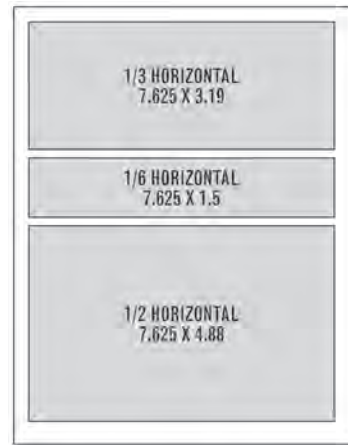 1/3 HORIZONTAL
7.625 X 3.19
1/6 HORIZONTAL
7.625 X 1.5
1/2 HORIZONTAL
7.625 X 4.88